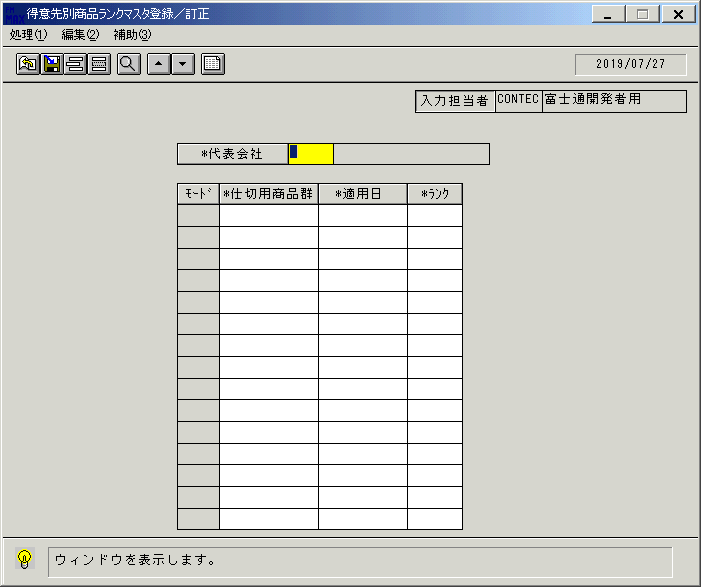 得意先別商品ランクマスタ登録／訂正
処理(1) 編集(2) 補助(3)
2019/07/27
入力担当者 CONTEC 富士通開発者用
*代表会社
ﾓｰﾄﾞ *仕切用商品群 *適用日 *ﾗﾝｸ
ウィンドウを表示します。